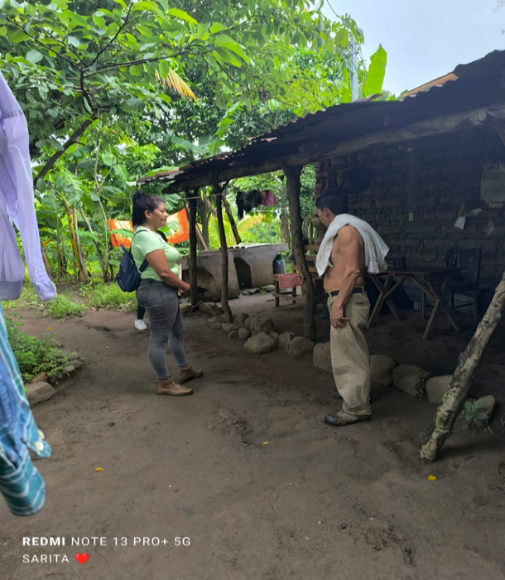 REDMI NOTE 13 PRO+ 5G
SARITA ❤️